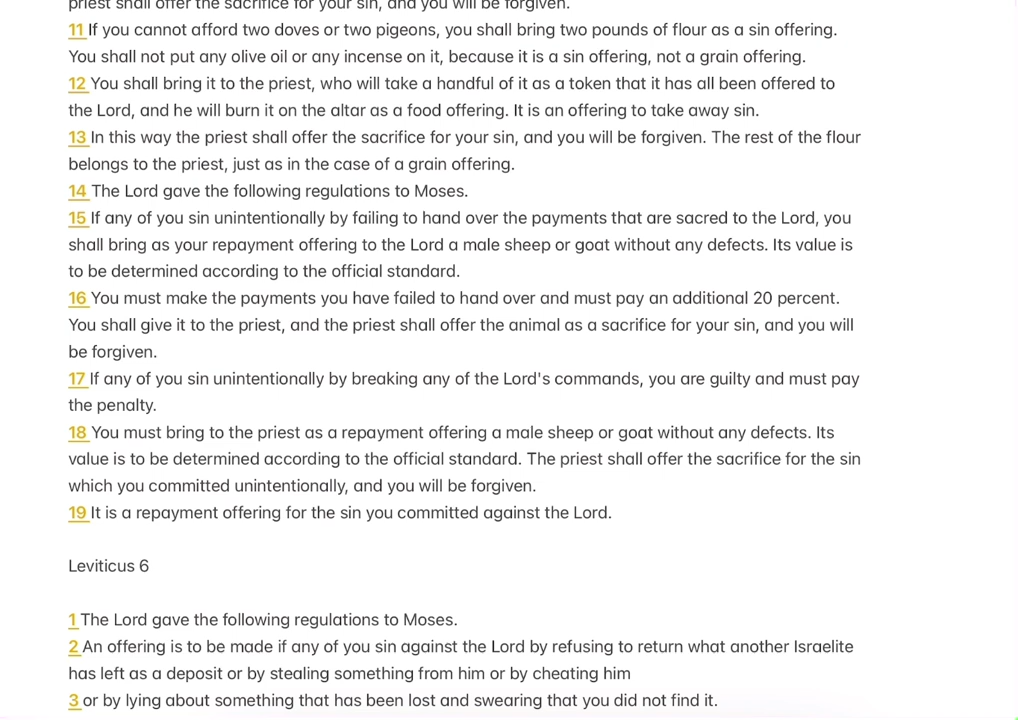 priest shall offer the sacrifice for your sin, and you will be forgiven.
11 If you cannot afford two doves or two pigeons, you shall bring two pounds of flour as a sin offering.
You shall not put any olive oil or any incense on it, because it is a sin offering, not a grain offering.
12 You shall bring it to the priest, who will take a handful of it as a token that it has all been offered to
the Lord, and he will burn it on the altar as a food offering. It is an offering to take away sin.
13 In this way the priest shall offer the sacrifice for your sin, and you will be forgiven. The rest of the flour
belongs to the priest, just as in the case of a grain offering.
14 The Lord gave the following regulations to Moses.
15 If any of you sin unintentionally by failing to hand over the payments that are sacred to the Lord, you
shall bring as your repayment offering to the Lord a male sheep or goat without any defects. Its value is
to be determined according to the official standard.
16 You must make the payments you have failed to hand over and must pay an additional 20 percent.
You shall give it to the priest, and the priest shall offer the animal as a sacrifice for your sin, and you will
be forgiven.
17 If any of you sin unintentionally by breaking any of the Lord's commands, you are guilty and must pay
the penalty.
18 You must bring to the priest as a repayment offering a male sheep or goat without any defects. Its
value is to be determined according to the official standard. The priest shall offer the sacrifice for the sin
which you committed unintentionally, and you will be forgiven.
19 It is a repayment offering for the sin you committed against the Lord.
Leviticus 6
1 The Lord gave the following regulations to Moses.
2 An offering is to be made if any of you sin against the Lord by refusing to return what another Israelite
has left as a deposit or by stealing something from him or by cheating him
3 or by lying about something that has been lost and swearing that you did not find it.